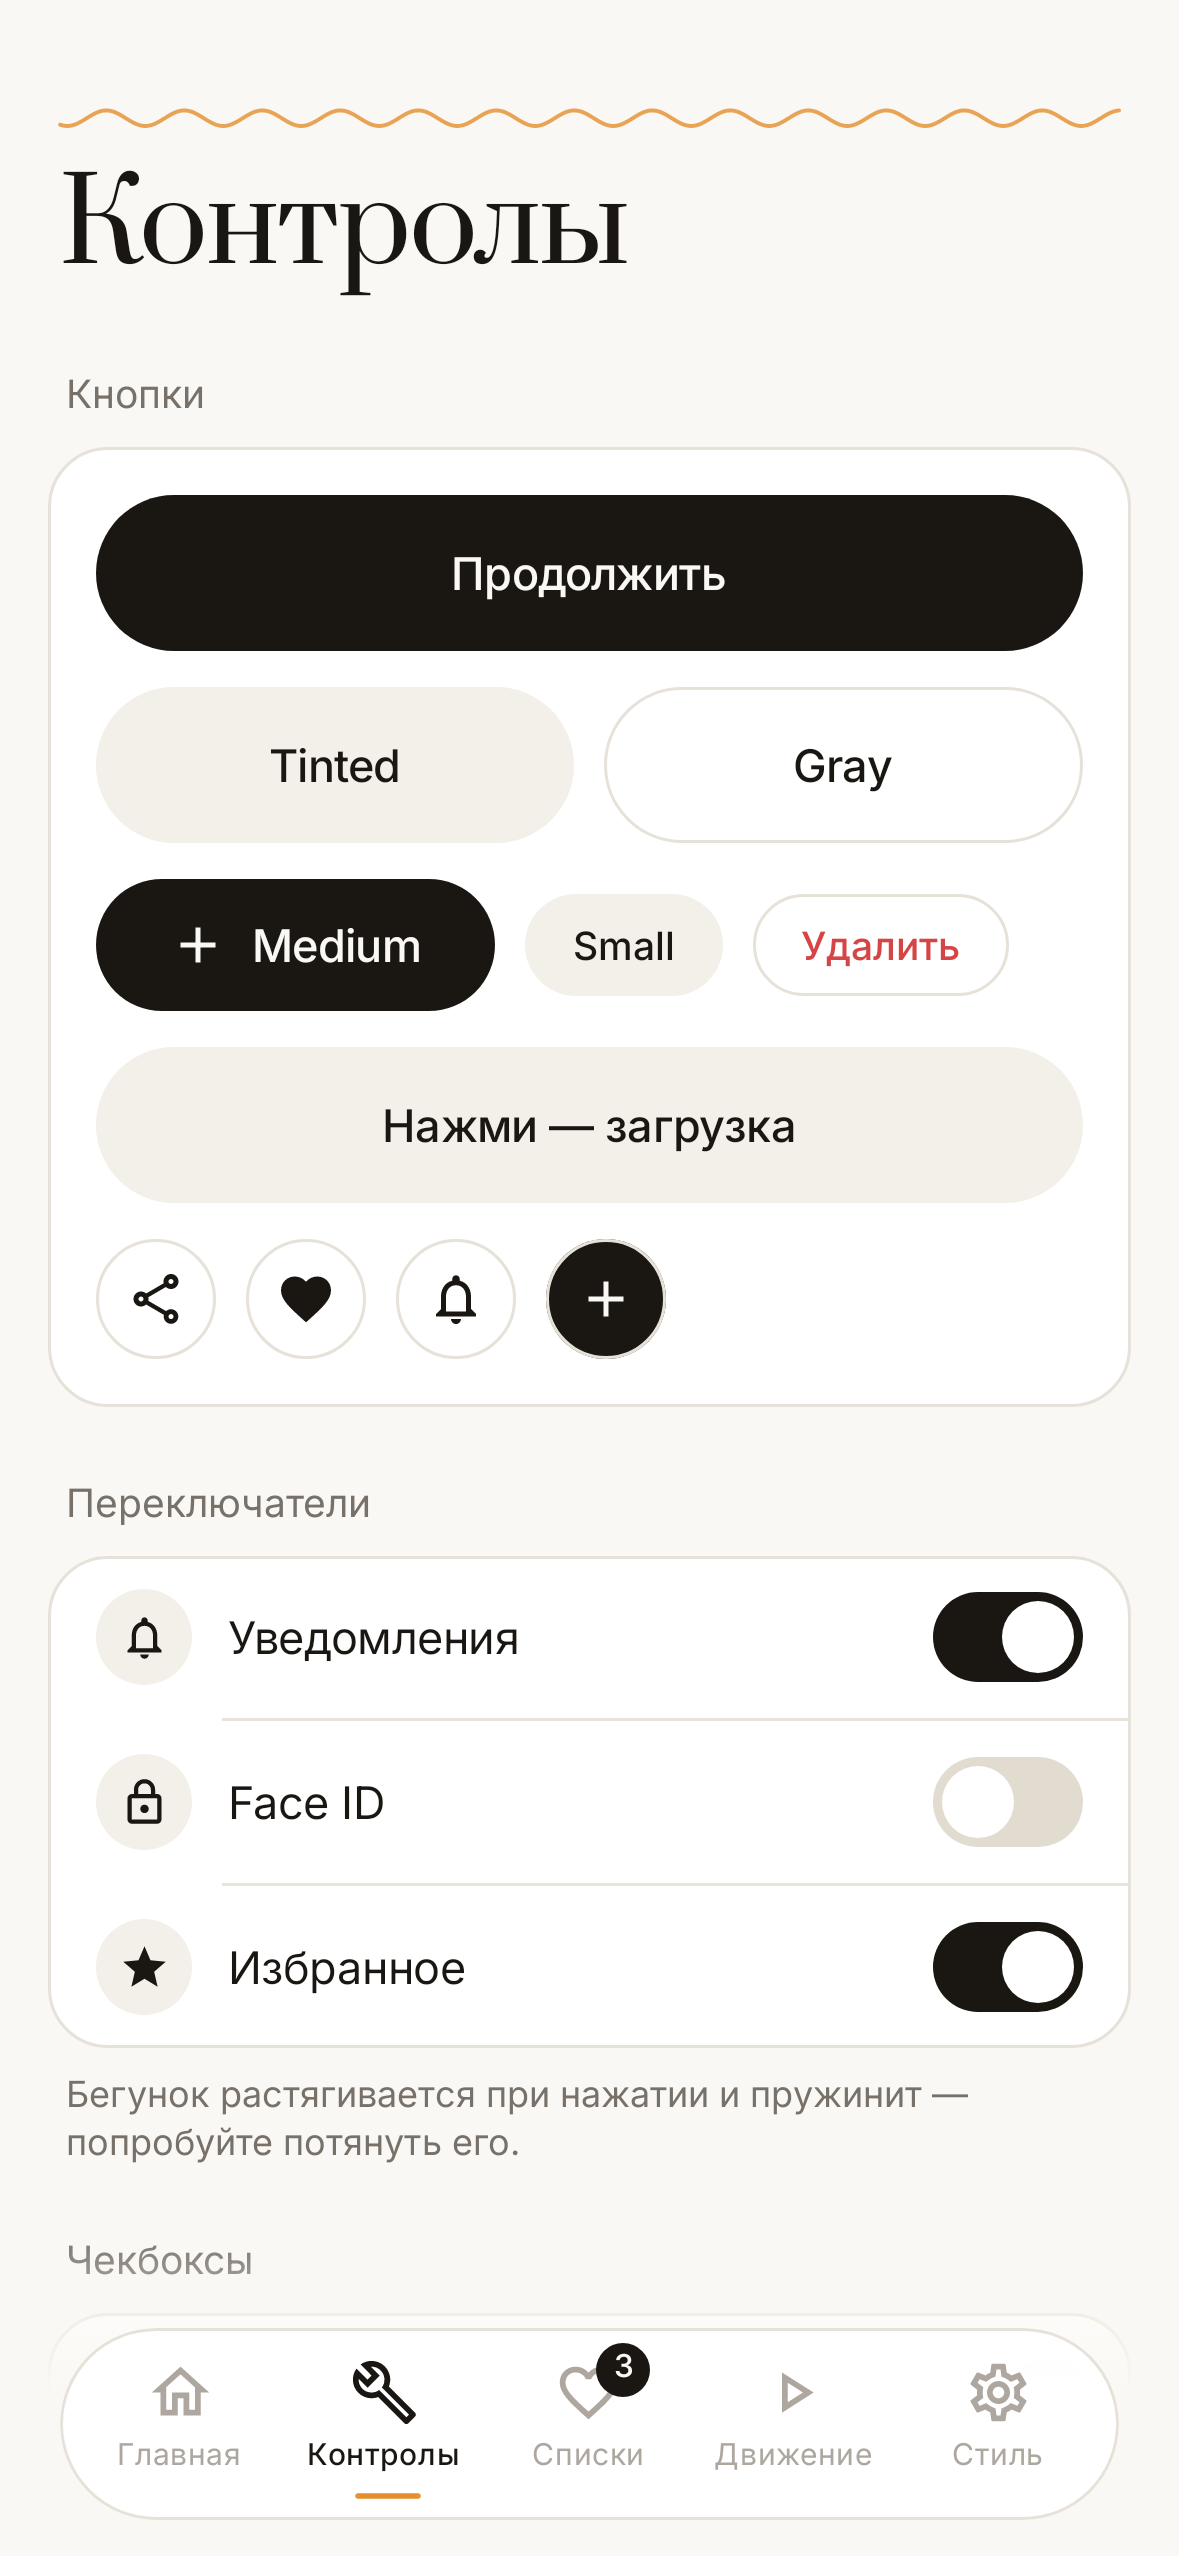 Контролы
Кнопки
Продолжить
Tinted
Gray
Medium
Small
Удалить
Нажми — загрузка
Переключатели
Уведомления
Face ID
Избранное
Бегунок растягивается при нажатии и пружинит —
попробуйте потянуть его.
Чекбоксы
3
Главная
Контролы
Списки
Движение
Стиль